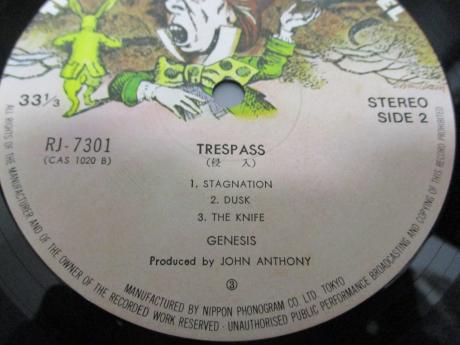 33 1/3
STEREO
SIDE 2
RJ-7301
(CAS 1020 B)
TRESPASS
(侵 入)
1. STAGNATION
2. DUSK
3. THE KNIFE
GENESIS
Produced by JOHN ANTHONY
③
MANUFACTURED BY NIPPON PHONOGRAM CO. LTD. TOKYO
ALL RIGHTS OF THE MANUFACTURER AND OF THE OWNER OF THE RECORDED WORK RESERVED · UNAUTHORISED PUBLIC PERFORMANCE BROADCASTING AND COPYING OF THIS RECORD PROHIBITED